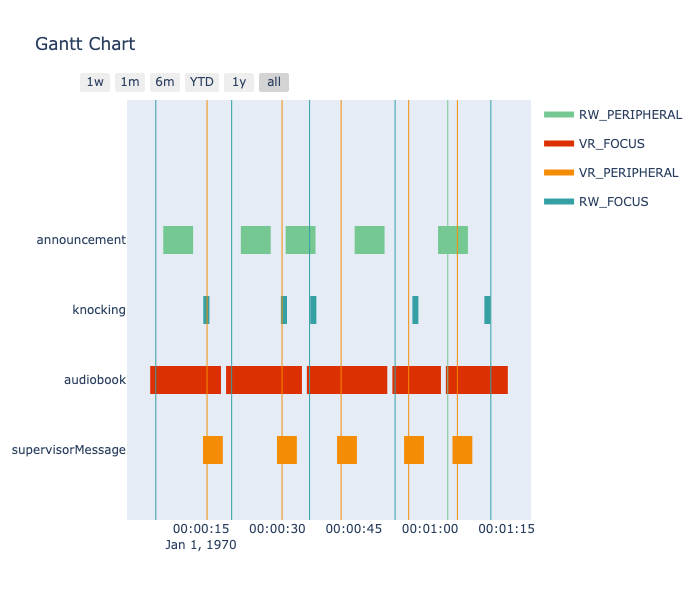 Gantt Chart
1w 1m 6m YTD 1y all
RW_PERIPHERAL
VR_FOCUS
VR_PERIPHERAL
RW_FOCUS
announcement
knocking
audiobook
supervisorMessage
00:00:15 00:00:30 00:00:45 00:01:00 00:01:15
Jan 1, 1970